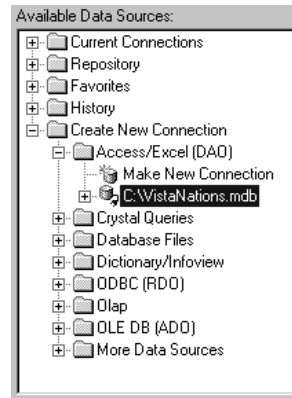 Available Data Sources:
Current Connections
Repository
Favorites
History
Create New Connection
Access/Excel (DAO)
Make New Connection
C:\VistaNations.mdb
Crystal Queries
Database Files
Dictionary/Infoview
ODBC (RDO)
Olap
OLE DB (ADO)
More Data Sources